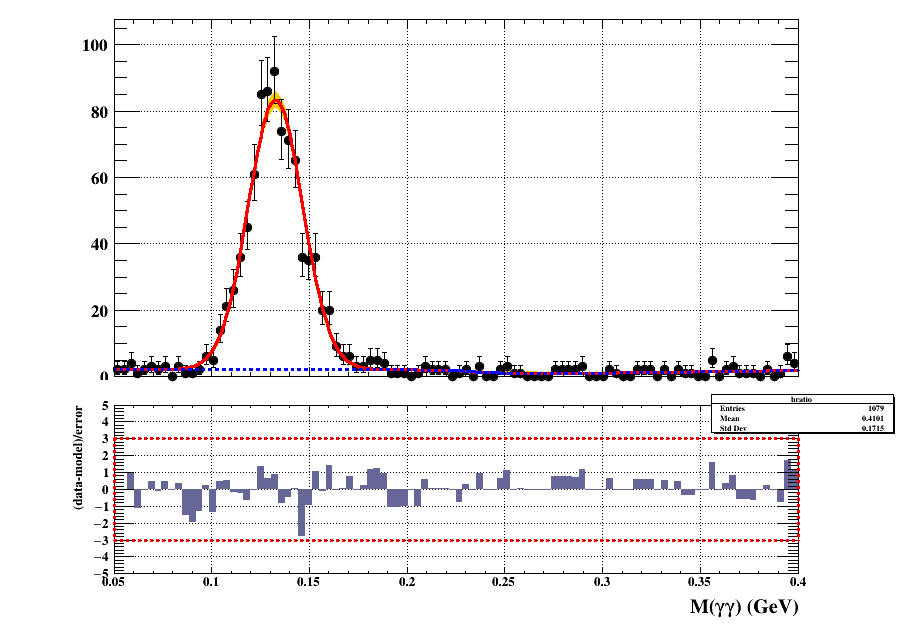 100
80
60
40
20
0
(data-model)/error
5
4
3
2
1
0
−1
−2
−3
−4
−5
hratio
Entries 1079
Mean 0.4101
Std Dev 0.1715
0.05 0.1 0.15 0.2 0.25 0.3 0.35 0.4
M(γγ) (GeV)